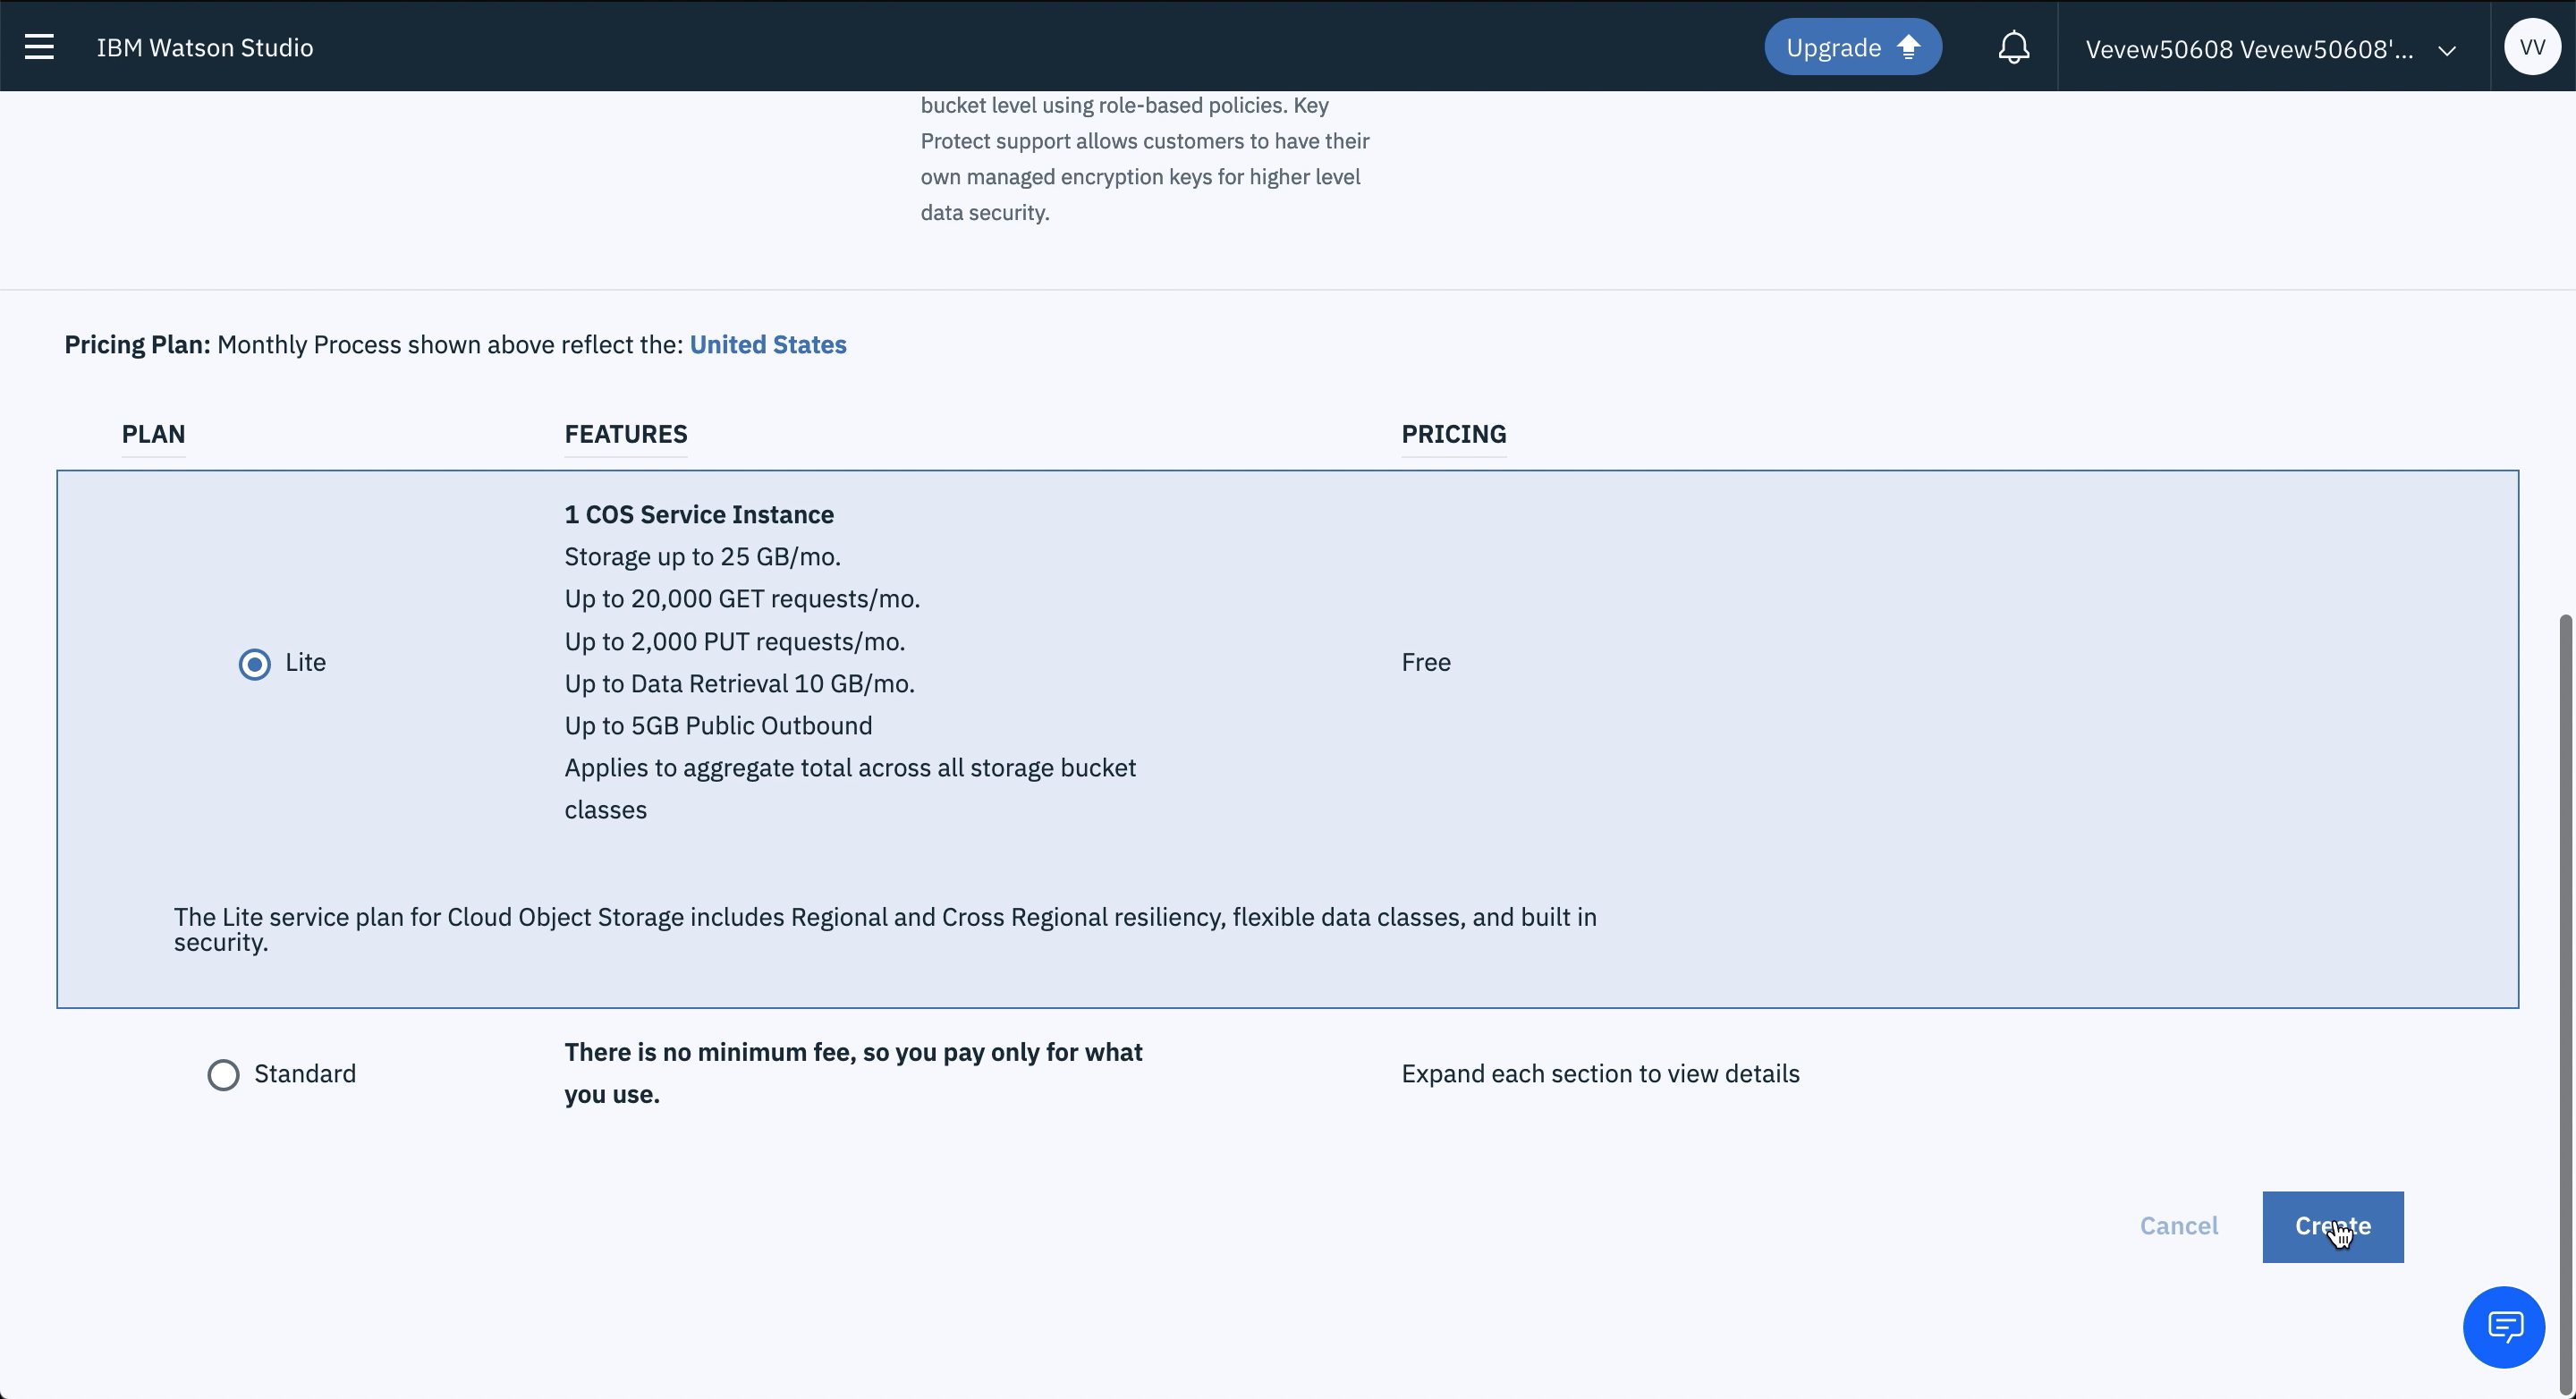 IBM Watson Studio
Upgrade
Vevew50608 Vevew50608'...
VV
bucket level using role-based policies. Key
Protect support allows customers to have their
own managed encryption keys for higher level
data security.
Pricing Plan: Monthly Process shown above reflect the: United States
PLAN
FEATURES
PRICING
1 COS Service Instance
Storage up to 25 GB/mo.
Up to 20,000 GET requests/mo.
Up to 2,000 PUT requests/mo.
Lite
Free
Up to Data Retrieval 10 GB/mo.
Up to 5GB Public Outbound
Applies to aggregate total across all storage bucket
classes
The Lite service plan for Cloud Object Storage includes Regional and Cross Regional resiliency, flexible data classes, and built in
security.
Standard
There is no minimum fee, so you pay only for what
you use.
Expand each section to view details
Cancel
Create